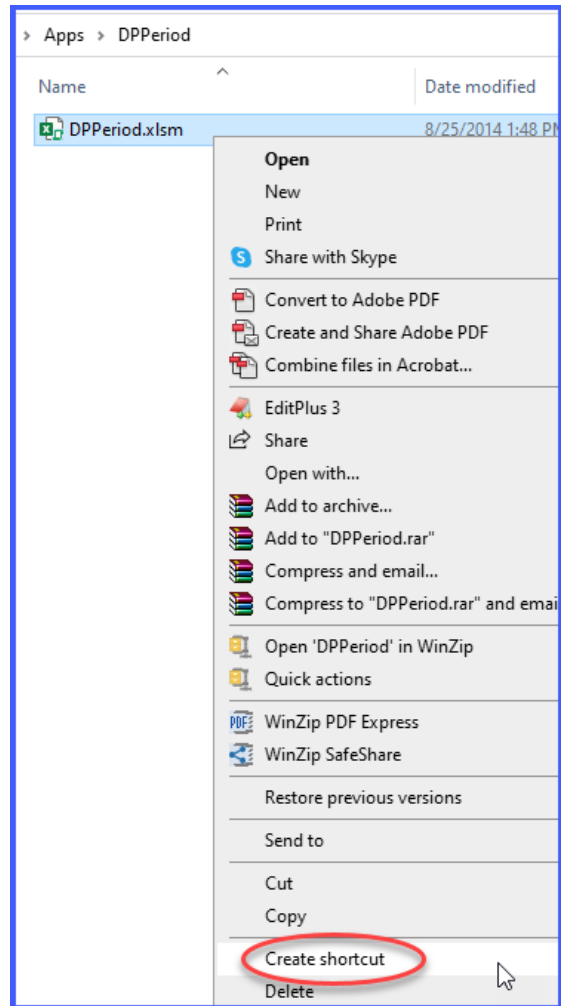 Apps > DPPeriod
Name Date modified
DPPeriod.xlsm 8/25/2014 1:48 PM
Open
New
Print
Share with Skype
Convert to Adobe PDF
Create and Share Adobe PDF
Combine files in Acrobat...
EditPlus 3
Share
Open with...
Add to archive...
Add to "DPPeriod.rar"
Compress and email...
Compress to "DPPeriod.rar" and emai
Open 'DPPeriod' in WinZip
Quick actions
WinZip PDF Express
WinZip SafeShare
Restore previous versions
Send to
Cut
Copy
Create shortcut
Delete